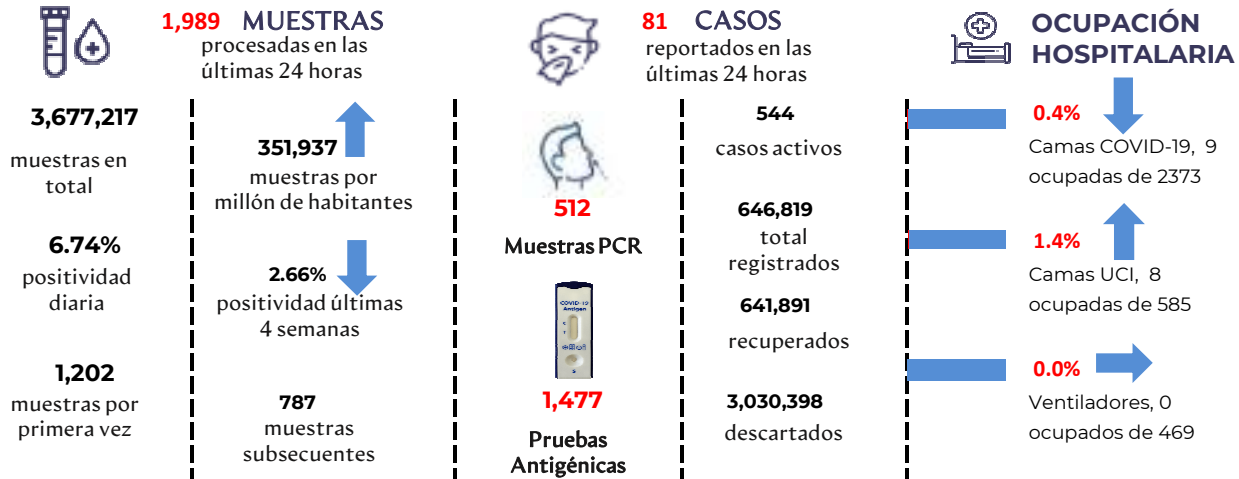 1,989 MUESTRAS
procesadas en las
últimas 24 horas
3,677,217
muestras en
total
6.74%
positividad
diaria
1,202
muestras por
primera vez
351,937
muestras por
millón de habitantes
2.66%
positividad últimas
4 semanas
787
muestras
subsecuentes
81 CASOS
reportados en las
últimas 24 horas
512
Muestras PCR
COVID-19
Antigen
C
T
S
1,477
Pruebas
Antigénicas
544
casos activos
646,819
total
registrados
641,891
recuperados
3,030,398
descartados
OCUPACIÓN
HOSPITALARIA
0.4%
Camas COVID-19, 9
ocupadas de 2373
1.4%
Camas UCI, 8
ocupadas de 585
0.0%
Ventiladores, 0
ocupados de 469